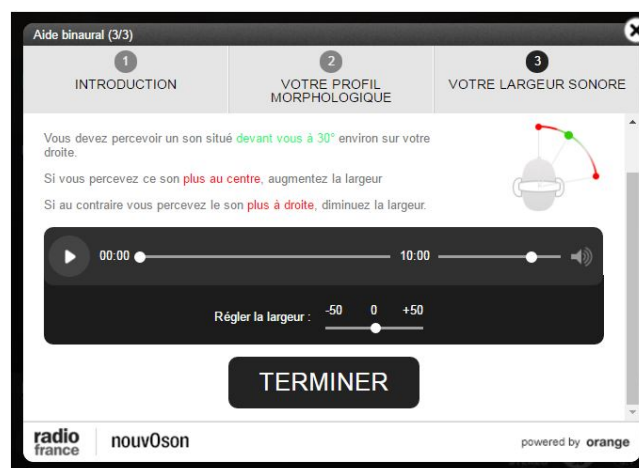 Aide binaural (3/3)
1
INTRODUCTION
2
VOTRE PROFIL
MORPHOLOGIQUE
3
VOTRE LARGEUR SONORE
Vous devez percevoir un son situé devant vous à 30° environ sur votre
droite.
Si vous percevez ce son plus au centre, augmentez la largeur
Si au contraire vous percevez le son plus à droite, diminuez la largeur.
00:00 10:00
Régler la largeur : -50 0 +50
TERMINER
radio
france
nouvOson
powered by orange